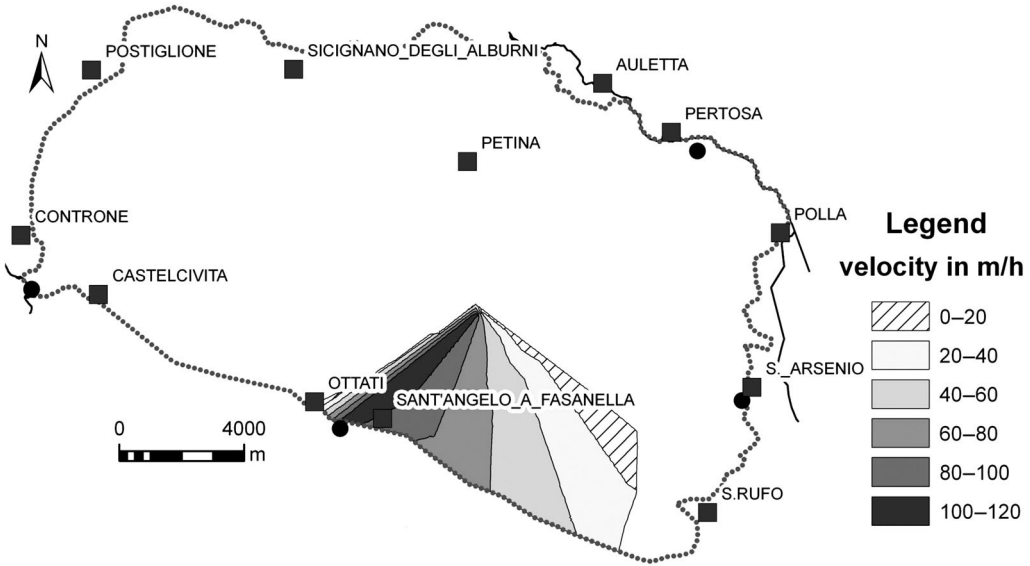 N
POSTIGLIONE
SICIGNANO_DEGLI_ALBURNI
AULETTA
PERTOSA
PETINA
CONTRONE
POLLA
CASTELCIVITA
Legend
velocity in m/h
0–20
20–40
40–60
60–80
80–100
100–120
S._ARSENIO
OTTATI
SANT'ANGELO_A_FASANELLA
0 4000
m
S.RUFO